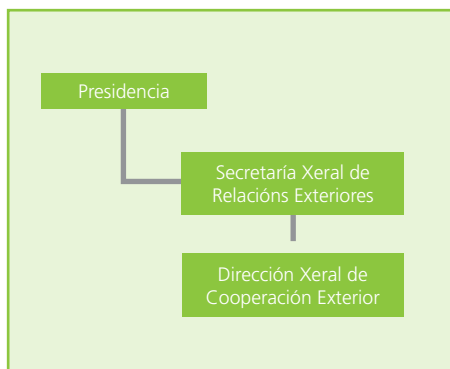 Presidencia
Secretaría Xeral de
Relacións Exteriores
Dirección Xeral de
Cooperación Exterior